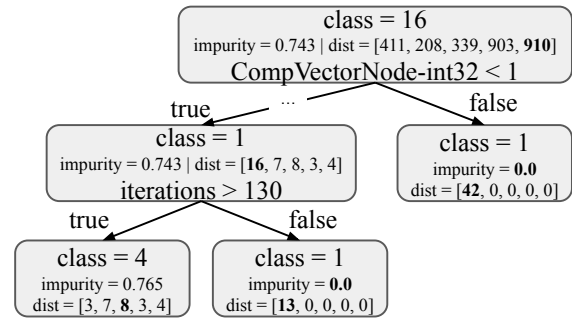 class = 16
impurity = 0.743 | dist = [411, 208, 339, 903, 910]
CompVectorNode-int32 < 1
true
...
false
class = 1
impurity = 0.743 | dist = [16, 7, 8, 3, 4]
iterations > 130
class = 1
impurity = 0.0
dist = [42, 0, 0, 0, 0]
true
false
class = 4
impurity = 0.765
dist = [3, 7, 8, 3, 4]
class = 1
impurity = 0.0
dist = [13, 0, 0, 0, 0]